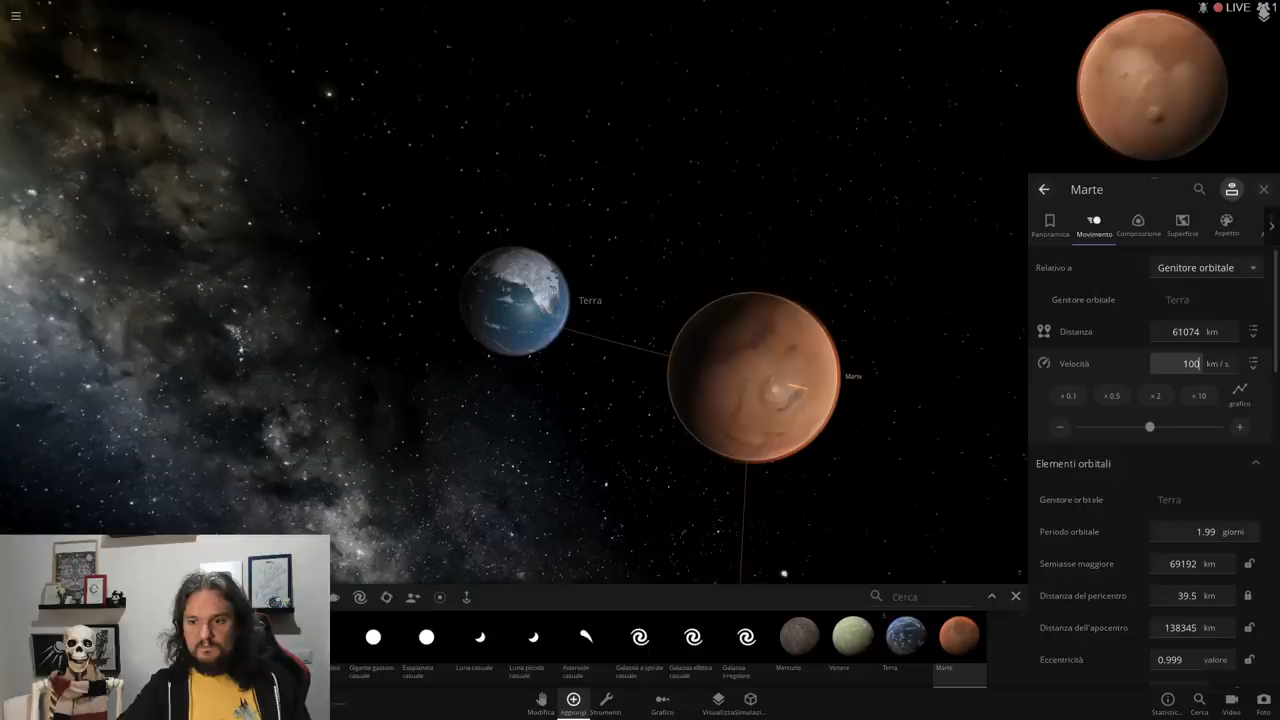 LIVE
1
Marte
Panoramica
Movimento
Composizione
Superficie
Aspetto
Relativo a
Genitore orbitale
Genitore orbitale
Terra
Distanza
61074 km
Velocità
100 km / s
× 0.1
× 0.5
× 2
× 10
grafico
Elementi orbitali
Genitore orbitale
Terra
Periodo orbitale
1.99 giorni
Semiasse maggiore
69192 km
Distanza del pericentro
39.5 km
Distanza dell'apocentro
138345 km
Eccentricità
0.999 valore
Terra
Marte
Cerca
Gigante gassoso casuale
Esopianeta casuale
Luna casuale
Luna piccola casuale
Asteroide casuale
Galassia a spirale casuale
Galassia ellittica casuale
Galassia irregolare
Mercurio
Venere
5
Terra
Marte
Modifica
Aggiungi
Strumenti
Grafico
Visualizza
Simulazi...
Statistic...
Cerca
Video
Foto